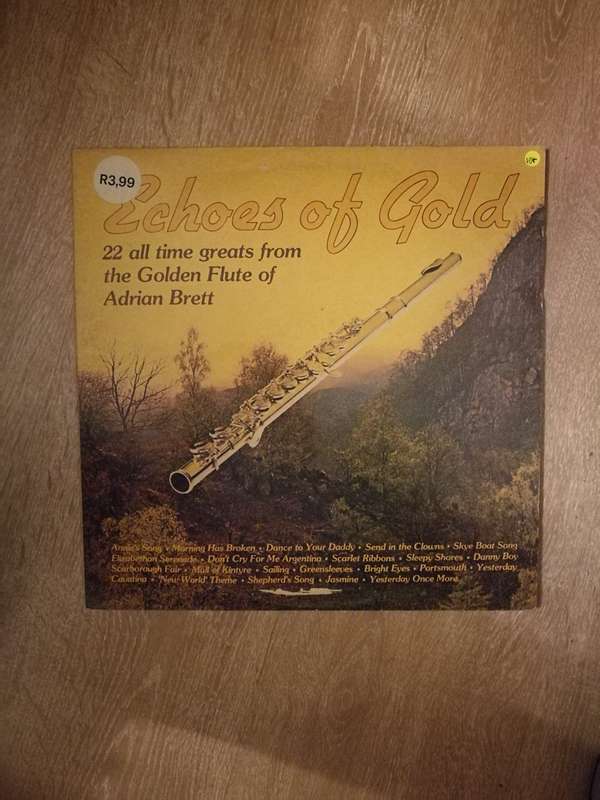 R3,99
Echoes of Gold
22 all time greats from
the Golden Flute of
Adrian Brett
Annie's Song • Morning Has Broken • Dance to Your Daddy • Send in the Clowns • Skye Boat Song
Elizabethan Serenade • Don't Cry For Me Argentina • Scarlet Ribbons • Sleepy Shores • Danny Boy
Scarborough Fair • Mull of Kintyre • Sailing • Greensleeves • Bright Eyes • Portsmouth • Yesterday
Cavatina • 'New World' Theme • Shepherd's Song • Jasmine • Yesterday Once More